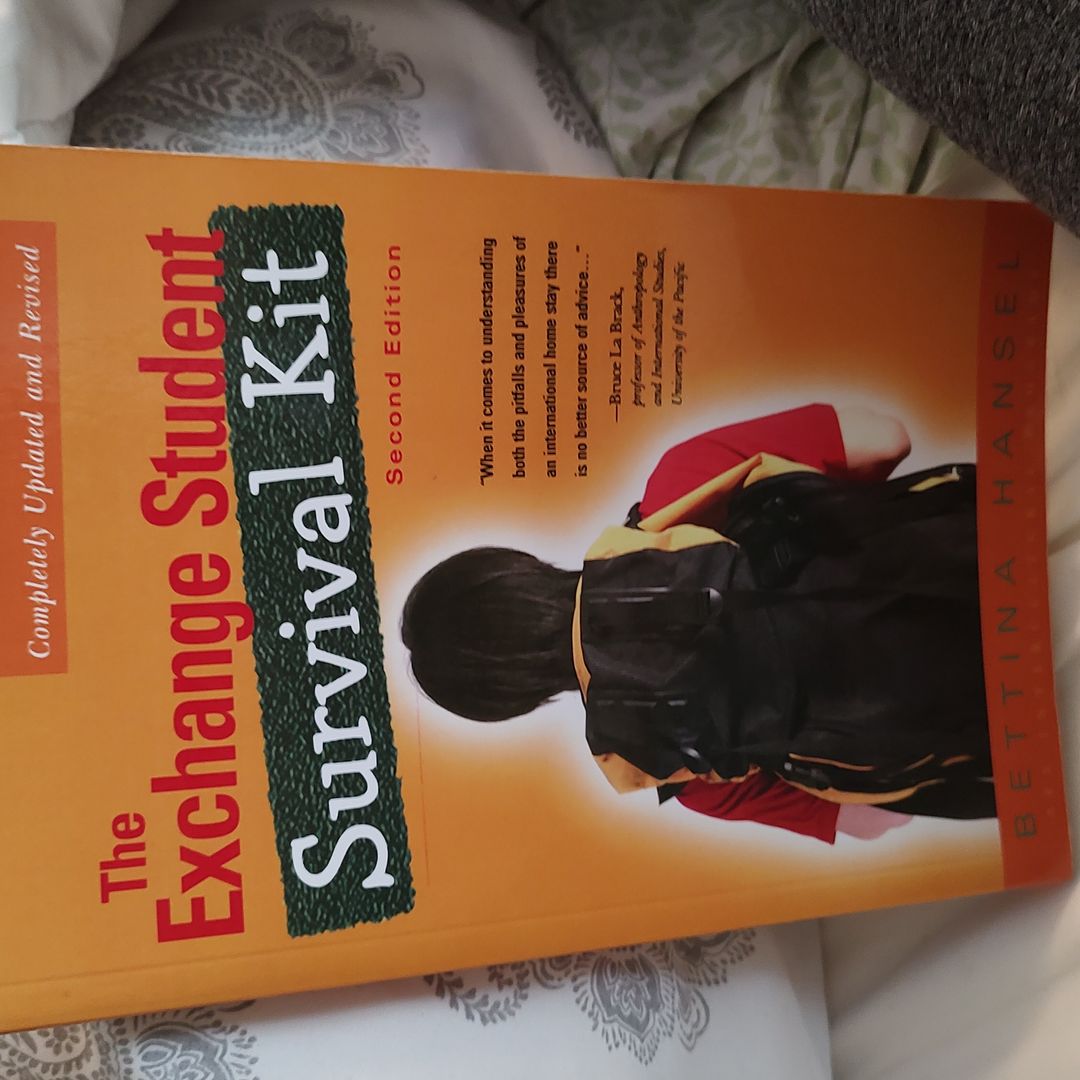 Completely Updated and Revised
The
Exchange Student
Survival Kit
Second Edition
"When it comes to understanding
both the pitfalls and pleasures of
an international home stay there
is no better source of advice..."
—Bruce La Brack,
professor of Anthropology
and International Studies,
University of the Pacific
BETTINA HANSEL